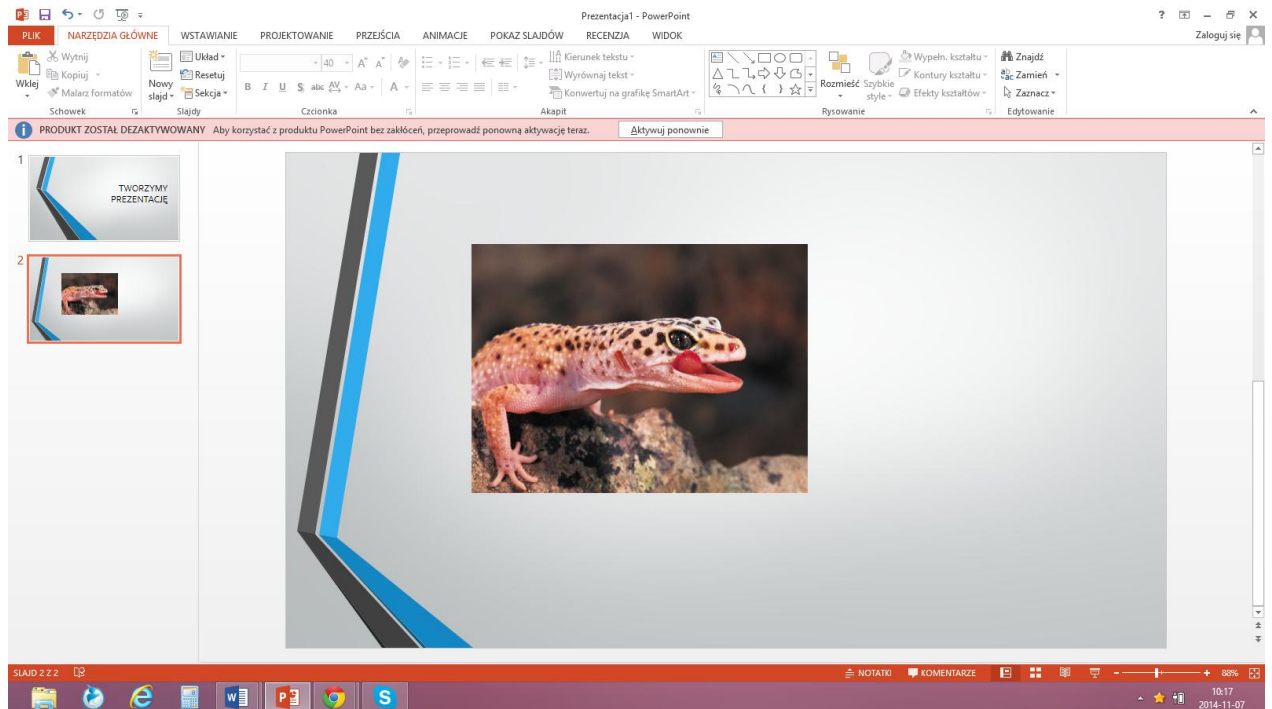 Prezentacja1 - PowerPoint
?
PLIK NARZĘDZIA GŁÓWNE WSTAWIANIE PROJEKTOWANIE PRZEJŚCIA ANIMACJE POKAZ SLAJDÓW RECENZJA WIDOK Zaloguj się
Wklej
Wytnij
Kopiuj
Malarz formatów
Schowek
Nowy slajd
Układ
Resetuj
Sekcja
Slajdy
40 A A
B I U S abc AV Aa A
Czcionka
Kierunek tekstu
Wyrównaj tekst
Konwertuj na grafikę SmartArt
Akapit
Rozmieść
Szybkie style
Wypełn. kształtu
Kontury kształtu
Efekty kształtów
Rysowanie
Znajdź
Zamień
Zaznacz
Edytowanie
PRODUKT ZOSTAŁ DEZAKTYWOWANY Aby korzystać z produktu PowerPoint bez zakłóceń, przeprowadź ponowną aktywację teraz. Aktywuj ponownie
1
TWORZYMY
PREZENTACJĘ
2
SLAJD 2 Z 2 NOTATKI KOMENTARZE 88%
10:17
2014-11-07